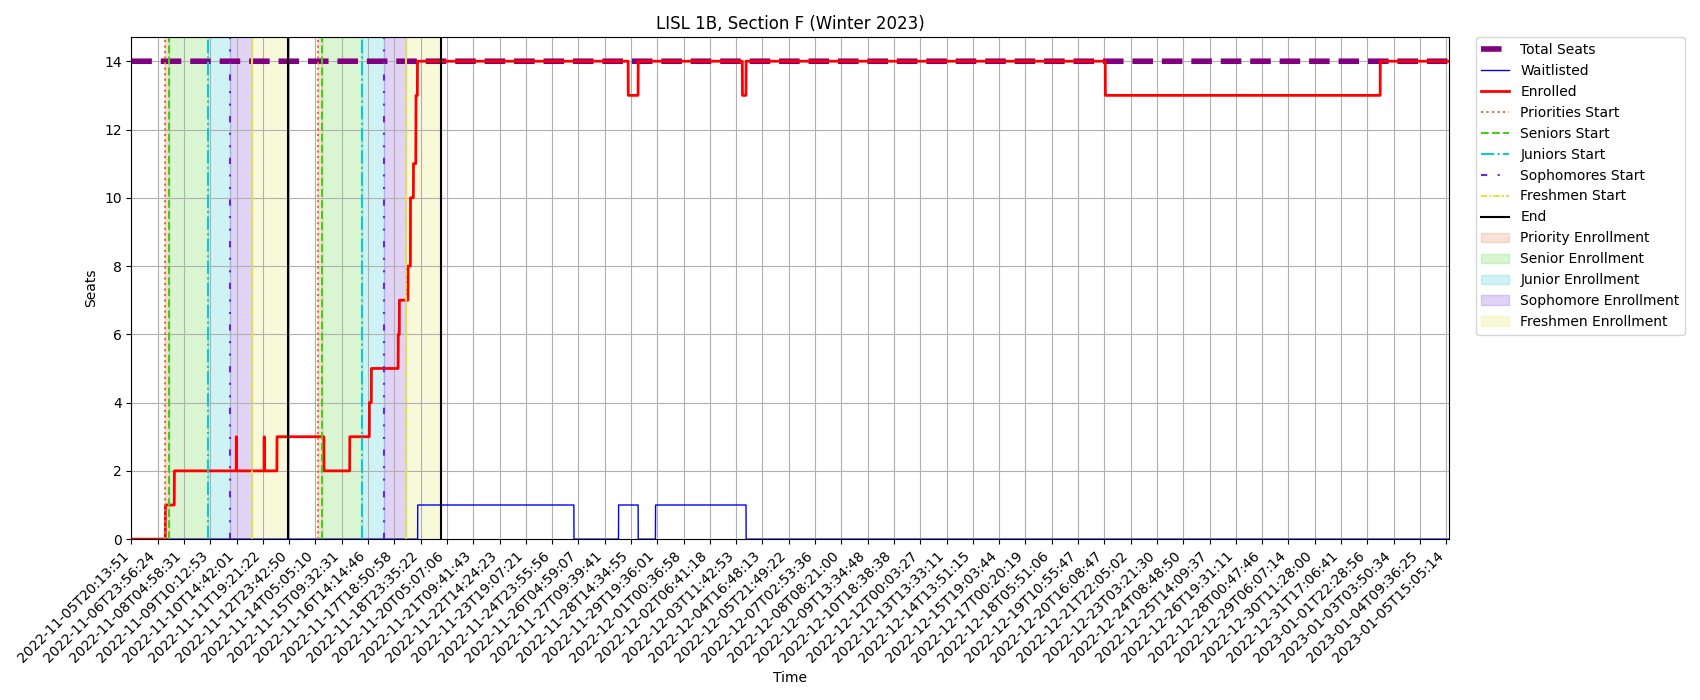 LISL 1B, Section F (Winter 2023)
Total Seats
Waitlisted
Enrolled
Priorities Start
Seniors Start
Juniors Start
Sophomores Start
Freshmen Start
End
Priority Enrollment
Senior Enrollment
Junior Enrollment
Sophomore Enrollment
Freshmen Enrollment
Seats
14
12
10
8
6
4
2
0
2022-11-05T20:13:51
2022-11-06T23:56:24
2022-11-08T04:58:31
2022-11-09T10:12:53
2022-11-10T14:42:01
2022-11-11T19:21:22
2022-11-12T23:42:50
2022-11-14T05:05:10
2022-11-15T09:32:31
2022-11-16T14:14:46
2022-11-17T18:50:58
2022-11-18T23:35:22
2022-11-20T05:07:06
2022-11-22T09:41:43
2022-11-22T14:24:23
2022-11-23T19:07:21
2022-11-24T23:55:56
2022-11-26T04:59:07
2022-11-27T09:39:41
2022-11-28T14:34:55
2022-11-29T19:36:01
2022-12-01T00:36:58
2022-12-02T06:41:18
2022-12-03T11:42:53
2022-12-04T16:48:13
2022-12-05T21:49:22
2022-12-07T02:53:36
2022-12-08T08:21:00
2022-12-09T13:34:48
2022-12-10T18:38:38
2022-12-12T00:03:27
2022-12-13T13:33:11
2022-12-14T13:51:15
2022-12-15T19:03:44
2022-12-17T00:20:19
2022-12-18T05:51:06
2022-12-19T10:55:47
2022-12-20T16:08:47
2022-12-21T22:05:02
2022-12-23T03:21:30
2022-12-24T08:48:50
2022-12-25T14:09:37
2022-12-26T19:31:11
2022-12-28T00:47:46
2022-12-29T06:07:14
2022-12-30T11:28:00
2022-12-31T17:06:41
2023-01-01T22:28:56
2023-01-03T03:50:34
2023-01-04T09:36:25
2023-01-05T15:05:14
Time